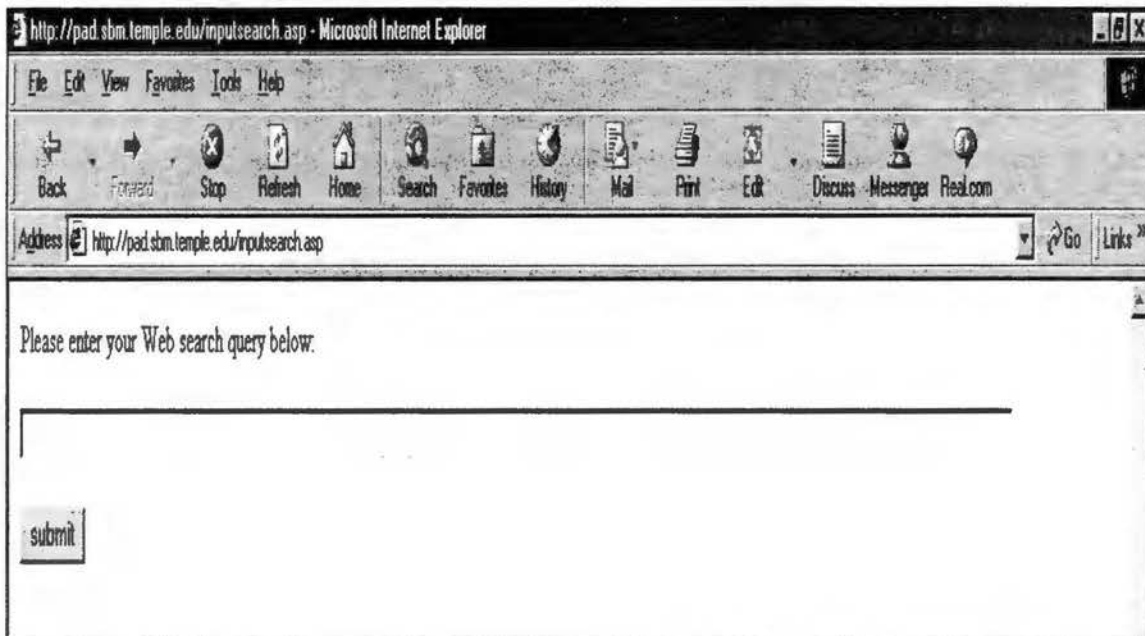 http://pad.sbm.temple.edu/inputsearch.asp - Microsoft Internet Explorer
File Edit View Favorites Tools Help
Back Forward Stop Refresh Home Search Favorites History Mail Print Edit Discuss Messenger Real.com
Address http://pad.sbm.temple.edu/inputsearch.asp Go Links »
Please enter your Web search query below:
submit